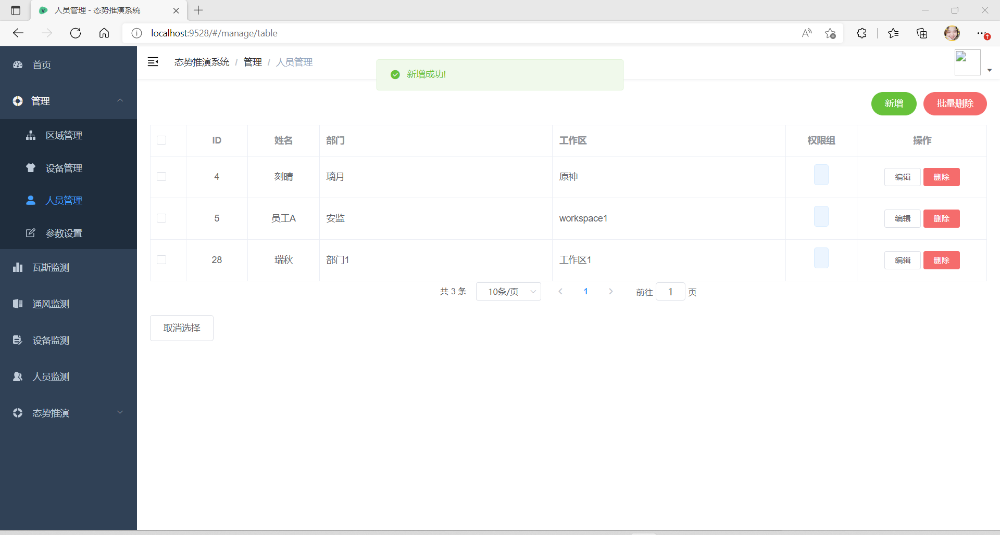 人员管理 - 态势推演系统
localhost:9528/#/manage/table
首页
管理
区域管理
设备管理
人员管理
参数设置
瓦斯监测
通风监测
设备监测
人员监测
态势推演
态势推演系统 / 管理 / 人员管理
新增成功!
新增 批量删除
ID 姓名 部门 工作区 权限组 操作
4 刻晴 璃月 原神 编辑 删除
5 员工A 安监 workspace1 编辑 删除
28 瑞秋 部门1 工作区1 编辑 删除
共 3 条 10条/页 1 前往 1 页
取消选择